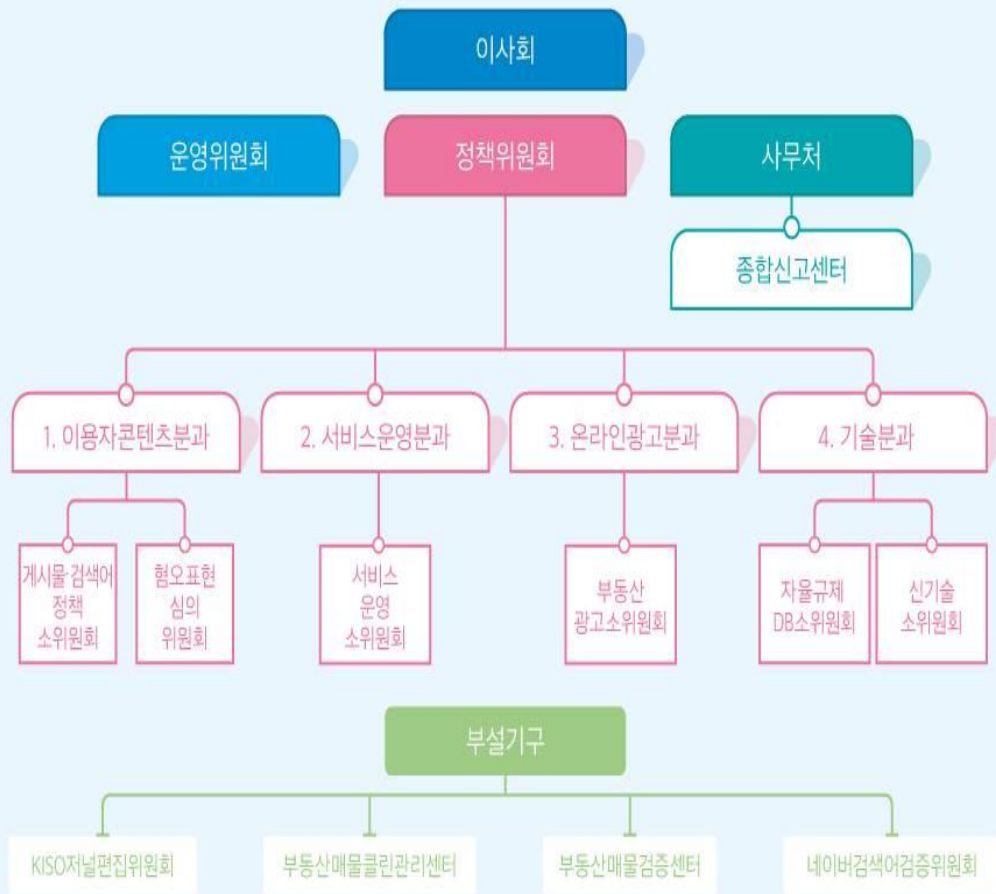 이사회
운영위원회
정책위원회
사무처
종합신고센터
1. 이용자콘텐츠분과
2. 서비스운영분과
3. 온라인광고분과
4. 기술분과
게시물·검색어
정책
소위원회
혐오표현
심의
위원회
서비스
운영
소위원회
부동산
광고소위원회
자율규제
DB소위원회
신기술
소위원회
부설기구
KISO저널편집위원회
부동산매물클린관리센터
부동산매물검증센터
네이버검색어검증위원회